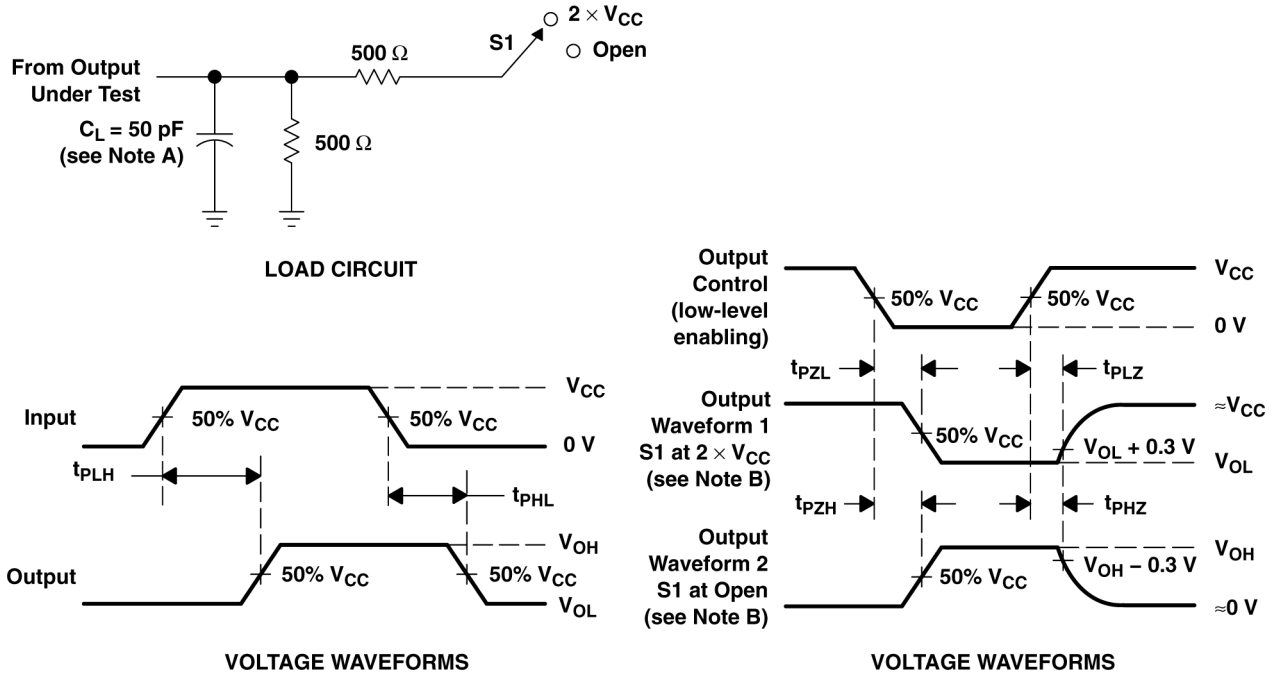 2 × VCC
S1
Open
500 Ω
From Output
Under Test
CL = 50 pF
(see Note A)
500 Ω
LOAD CIRCUIT
Input
VCC
50% VCC
50% VCC
0 V
tPLH
tPHL
Output
VOH
50% VCC
50% VCC
VOL
VOLTAGE WAVEFORMS
Output
Control
(low-level
enabling)
VCC
50% VCC
50% VCC
0 V
tPZL
tPLZ
Output
Waveform 1
S1 at 2 × VCC
(see Note B)
≈VCC
50% VCC
VOL + 0.3 V
VOL
tPZH
tPHZ
Output
Waveform 2
S1 at Open
(see Note B)
VOH
50% VCC
VOH − 0.3 V
≈0 V
VOLTAGE WAVEFORMS